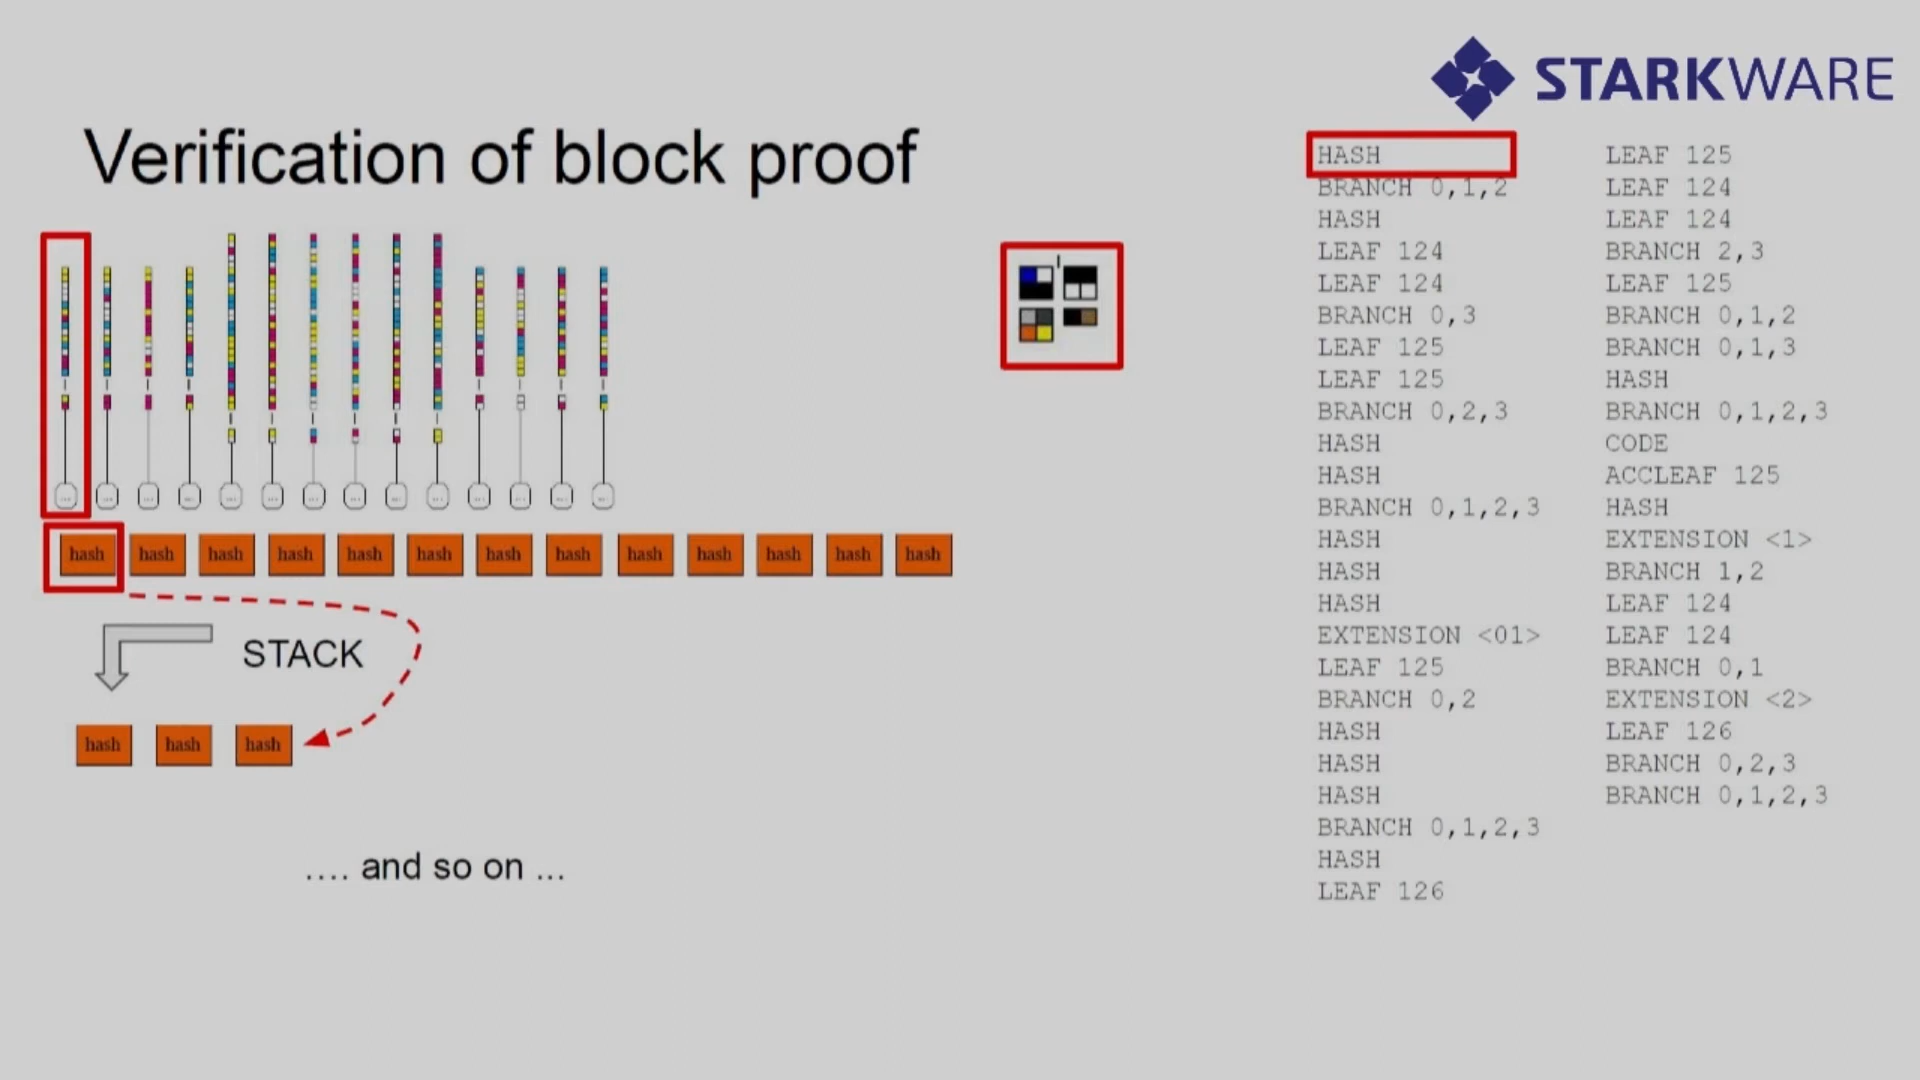 STARKWARE
Verification of block proof
hash hash hash hash hash hash hash hash hash hash hash hash hash
STACK
hash hash hash
.... and so on ...
HASH
BRANCH 0,1,2
HASH
LEAF 124
LEAF 124
BRANCH 0,3
LEAF 125
LEAF 125
BRANCH 0,2,3
HASH
HASH
BRANCH 0,1,2,3
HASH
HASH
HASH
EXTENSION <01>
LEAF 125
BRANCH 0,2
HASH
HASH
HASH
BRANCH 0,1,2,3
HASH
LEAF 126
LEAF 125
LEAF 124
LEAF 124
BRANCH 2,3
LEAF 125
BRANCH 0,1,2
BRANCH 0,1,3
HASH
BRANCH 0,1,2,3
CODE
ACCLEAF 125
HASH
EXTENSION <1>
BRANCH 1,2
LEAF 124
LEAF 124
BRANCH 0,1
EXTENSION <2>
LEAF 126
BRANCH 0,2,3
BRANCH 0,1,2,3